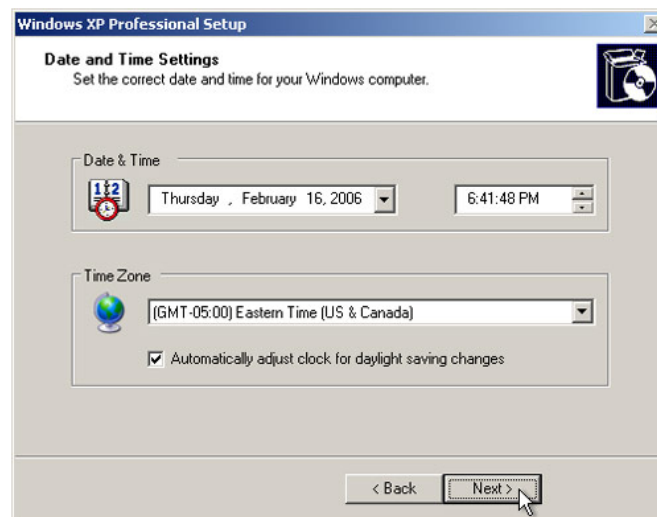 Windows XP Professional Setup
Date and Time Settings
Set the correct date and time for your Windows computer.
Date & Time
1 2
Thursday , February 16, 2006
6:41:48 PM
Time Zone
(GMT-05:00) Eastern Time (US & Canada)
Automatically adjust clock for daylight saving changes
< Back
Next >